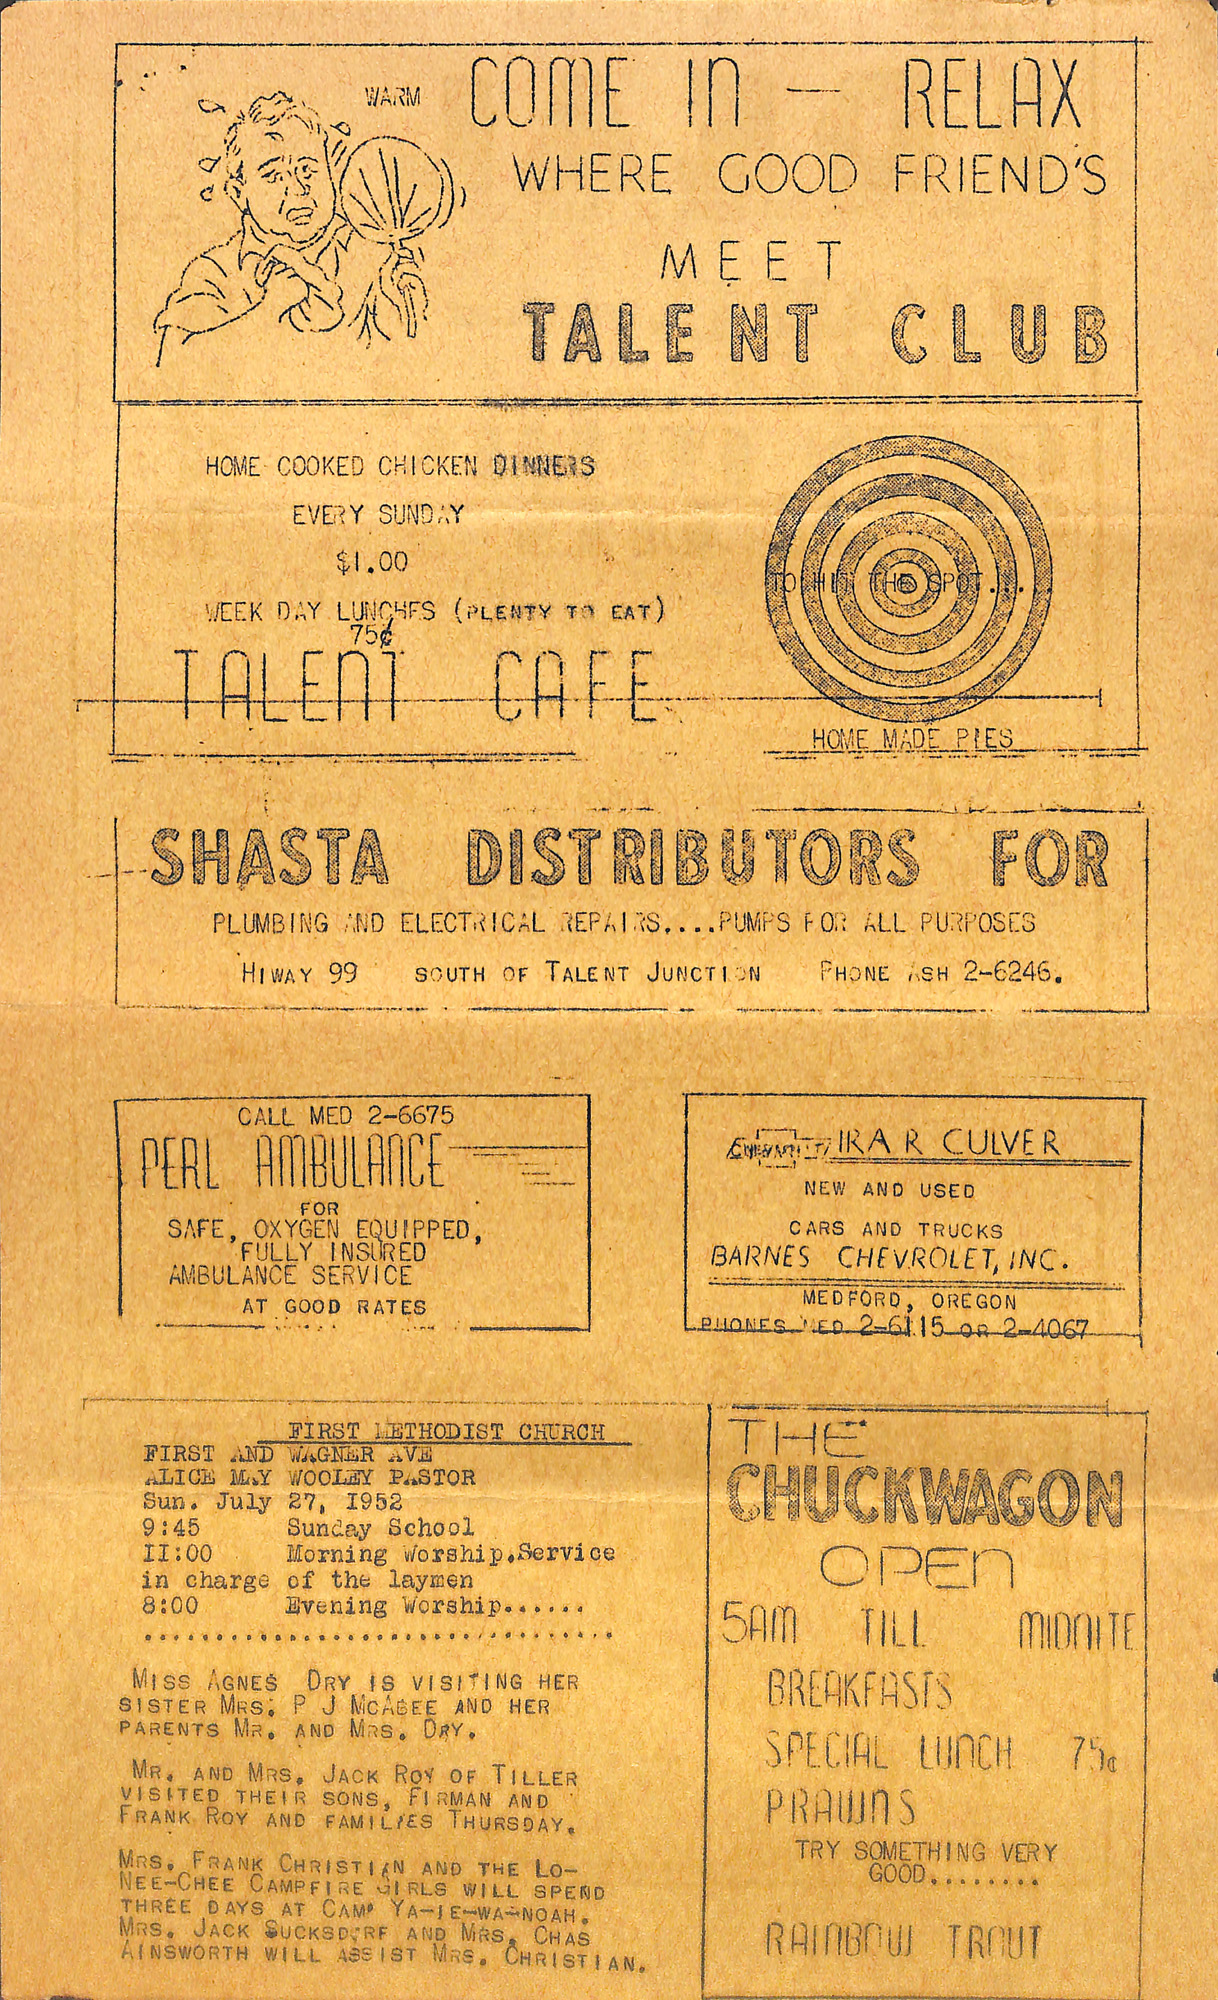 WARM
COME IN — RELAX
WHERE GOOD FRIEND'S
MEET
TALENT CLUB
HOME COOKED CHICKEN DINNERS
EVERY SUNDAY
$1.00
WEEK DAY LUNCHES (PLENTY TO EAT)
75¢
TALENT CAFE
TO HIT THE SPOT....
HOME MADE PIES
SHASTA DISTRIBUTORS FOR
PLUMBING AND ELECTRICAL REPAIRS....PUMPS FOR ALL PURPOSES
HIWAY 99 SOUTH OF TALENT JUNCTION PHONE ASH 2-6246.
CALL MED 2-6675
PERL AMBULANCE
FOR
SAFE, OXYGEN EQUIPPED,
FULLY INSURED
AMBULANCE SERVICE
AT GOOD RATES
CHEVROLET IRA R CULVER
NEW AND USED
CARS AND TRUCKS
BARNES CHEVROLET, INC.
MEDFORD, OREGON
PHONES MED 2-6115 OR 2-4067
FIRST METHODIST CHURCH
FIRST AND WAGNER AVE
ALICE MAY WOOLEY PASTOR
Sun. July 27, I952
9:45 Sunday School
II:00 Morning Worship.Service
in charge of the laymen
8:00 Evening Worship......
.................................
MISS AGNES DRY IS VISITING HER
SISTER MRS. P J MCABEE AND HER
PARENTS MR. AND MRS. DRY.
MR. AND MRS. JACK ROY OF TILLER
VISITED THEIR SONS, FIRMAN AND
FRANK ROY AND FAMILIES THURSDAY.
MRS. FRANK CHRISTIAN AND THE LO-
NEE-CHEE CAMPFIRE GIRLS WILL SPEND
THREE DAYS AT CAMP YA-IE-WA-NOAH.
MRS. JACK SUCKSDORF AND MRS. CHAS
AINSWORTH WILL ASSIST MRS. CHRISTIAN.
THE
CHUCKWAGON
OPEN
5AM TILL MIDNITE
BREAKFASTS
SPECIAL LUNCH 75¢
PRAWNS
TRY SOMETHING VERY
GOOD........
RAINBOW TROUT